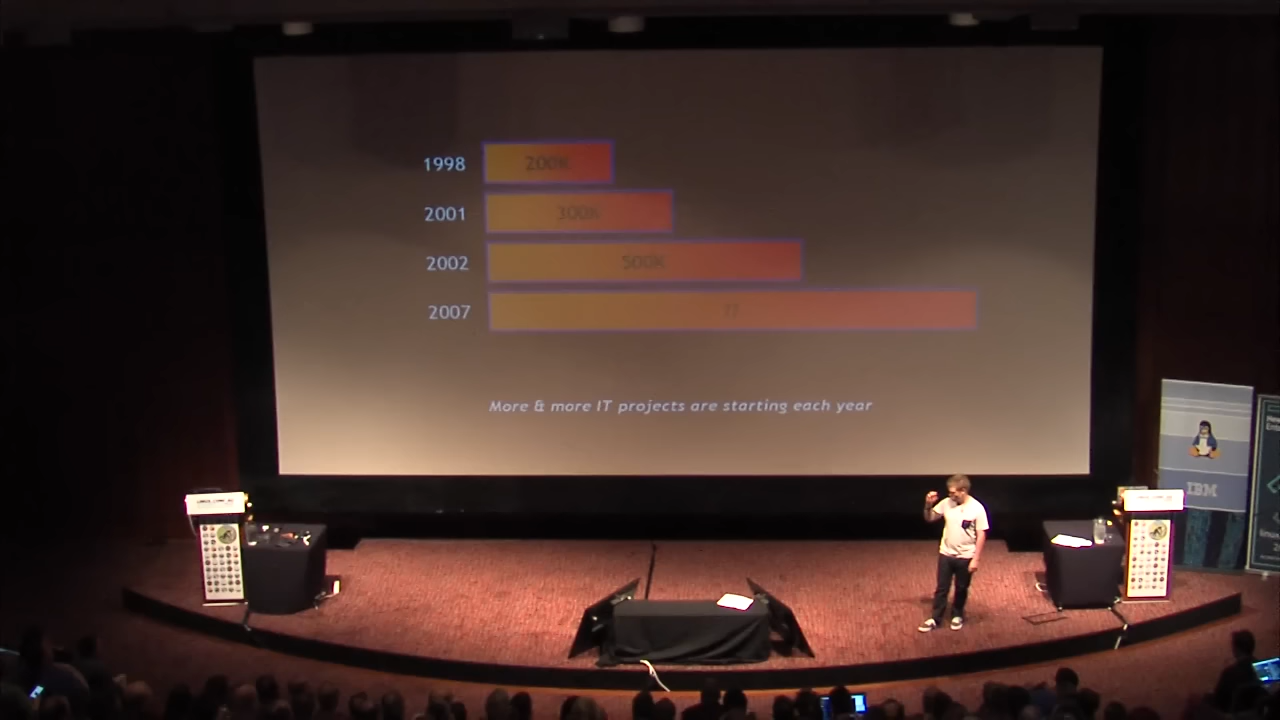 1998 200K
2001 300K
2002 500K
2007
More & more IT projects are starting each year
IBM